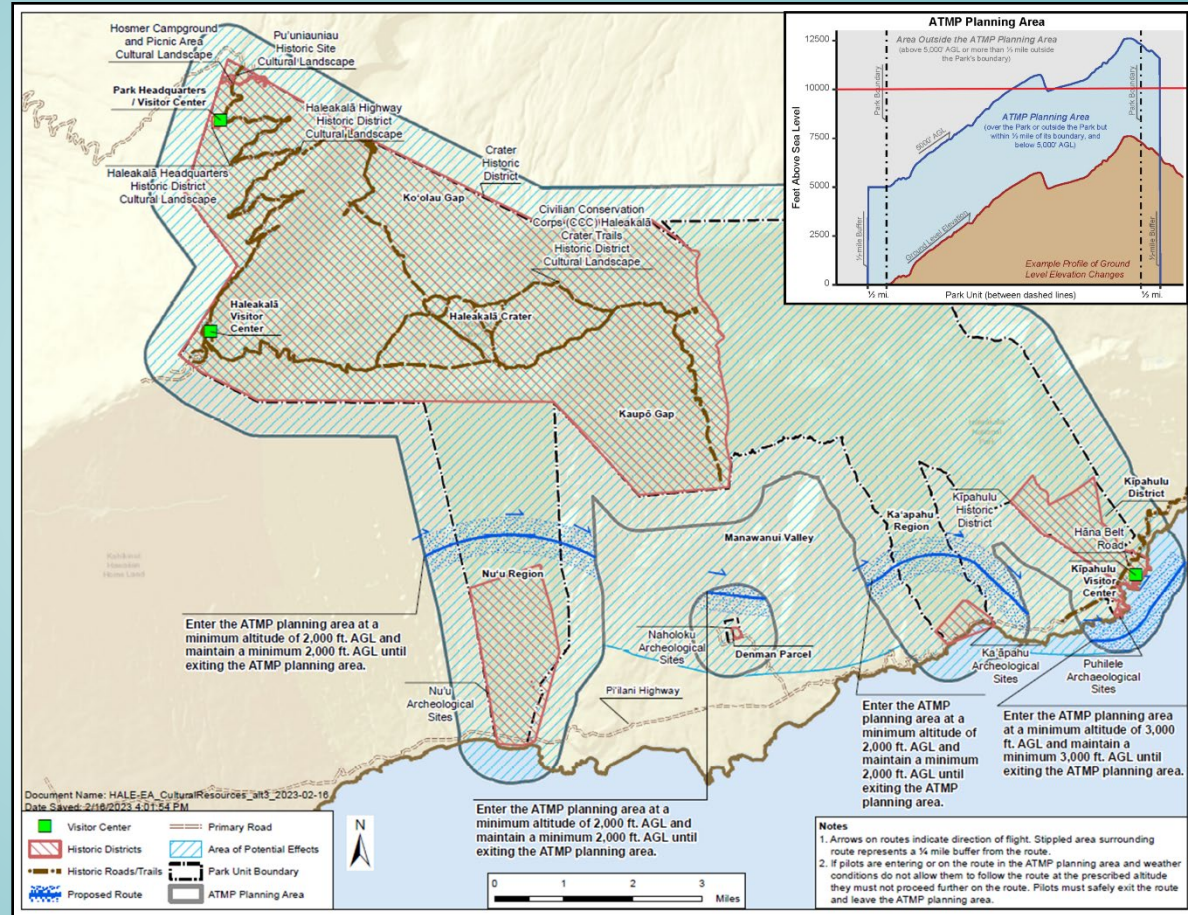 Hosmer Campground
and Picnic Area
Cultural Landscape
Pu'uniauniau
Historic Site
Cultural Landscape
Park Headquarters
/ Visitor Center
Haleakalā Highway
Historic District
Cultural Landscape
Haleakalā Headquarters
Historic District
Cultural Landscape
Crater
Historic
District
Ko'olau Gap
Civilian Conservation
Corps (CCC) Haleakalā
Crater Trails
Historic District
Cultural Landscape
Haleakalā
Visitor
Center
Haleakalā Crater
Kaupō Gap
ATMP Planning Area
Area Outside the ATMP Planning Area
(above 5,000' AGL or more than ½ mile outside
the Park's boundary)
Feet Above Sea Level
12500
10000
7500
5000
2500
0
Park Boundary
Park Boundary
ATMP Planning Area
(over the Park or outside the Park but
within ½ mile of its boundary, and
below 5,000' AGL)
5000' AGL
Ground Level Elevation
½ mile Buffer
½ mile Buffer
Example Profile of Ground
Level Elevation Changes
½ mi.
Park Unit (between dashed lines)
½ mi.
Manawanui Valley
Ka'apahu
Region
Kīpahulu
Historic
District
Kīpahulu
District
Hāna Belt
Road
Kīpahulu
Visitor
Center
Nu'u Region
Hawaiian
Home Land
Enter the ATMP planning area at a
minimum altitude of 2,000 ft. AGL and
maintain a minimum 2,000 ft. AGL until
exiting the ATMP planning area.
Naholoku
Archeological
Sites
Denman Parcel
Ka'āpahu
Archeological
Sites
Puhilele
Archaeological
Sites
Nu'u
Archeological
Sites
Pi'ilani Highway
Enter the ATMP
planning area at a
minimum altitude of
2,000 ft. AGL and
maintain a minimum
2,000 ft. AGL until
exiting the ATMP
planning area.
Enter the ATMP planning area
at a minimum altitude of 3,000
ft. AGL and maintain a
minimum 3,000 ft. AGL until
exiting the ATMP planning area.
Enter the ATMP planning area at a
minimum altitude of 2,000 ft. AGL and
maintain a minimum 2,000 ft. AGL until
exiting the ATMP planning area.
Document Name: HALE-EA_CulturalResources_alt3_2023-02-16
Date Saved: 2/16/2023 4:01:54 PM
Visitor Center
Historic Districts
Historic Roads/Trails
Proposed Route
Primary Road
Area of Potential Effects
Park Unit Boundary
ATMP Planning Area
N
0 1 2 3
Miles
Notes
1. Arrows on routes indicate direction of flight. Stippled area surrounding
route represents a ¼ mile buffer from the route.
2. If pilots are entering or on the route in the ATMP planning area and weather
conditions do not allow them to follow the route at the prescribed altitude
they must not proceed further on the route. Pilots must safely exit the route
and leave the ATMP planning area.